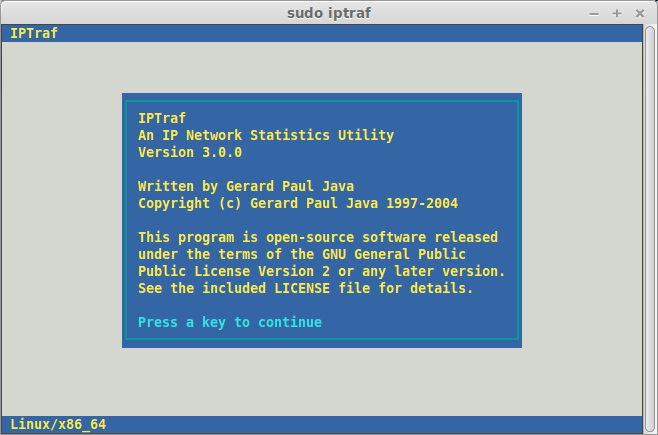 sudo iptraf
IPTraf
IPTraf
An IP Network Statistics Utility
Version 3.0.0
Written by Gerard Paul Java
Copyright (c) Gerard Paul Java 1997-2004
This program is open-source software released
under the terms of the GNU General Public
Public License Version 2 or any later version.
See the included LICENSE file for details.
Press a key to continue
Linux/x86_64